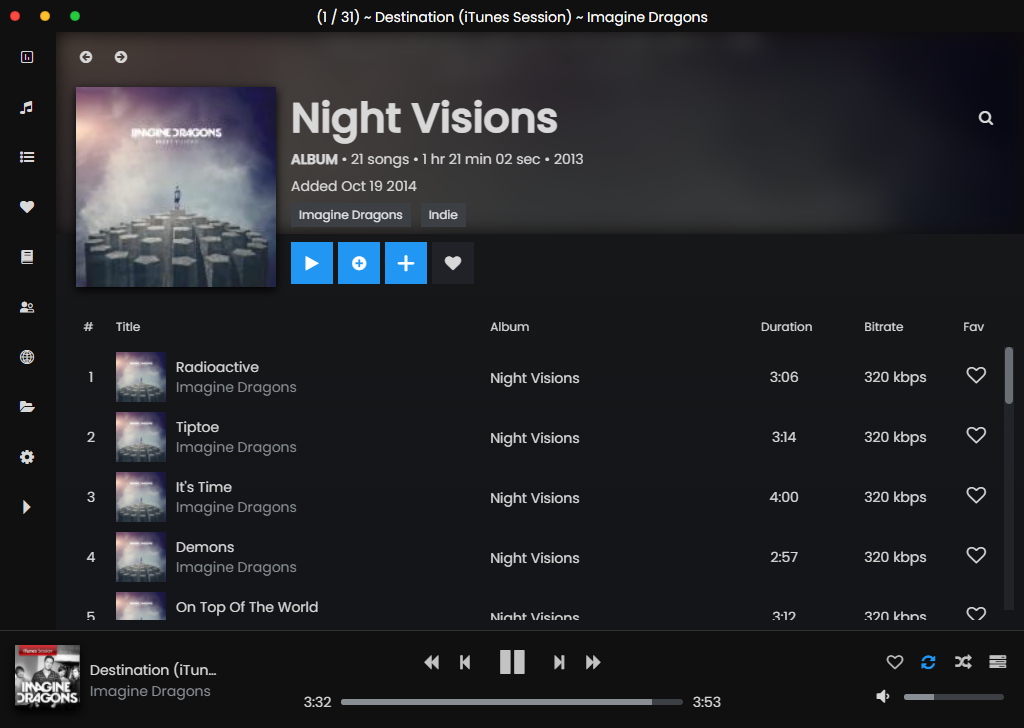 (1 / 31) ~ Destination (iTunes Session) ~ Imagine Dragons
IMAGINE DRAGONS
NIGHT VISIONS
Night Visions
ALBUM • 21 songs • 1 hr 21 min 02 sec • 2013
Added Oct 19 2014
Imagine Dragons Indie
# Title Album Duration Bitrate Fav
1 Radioactive Night Visions 3:06 320 kbps
Imagine Dragons
2 Tiptoe Night Visions 3:14 320 kbps
Imagine Dragons
3 It's Time Night Visions 4:00 320 kbps
Imagine Dragons
4 Demons Night Visions 2:57 320 kbps
Imagine Dragons
5 On Top Of The World Night Visions 3:12 320 kbps
iTunes Session
IMAGINE
DRAGONS
Destination (iTun...
Imagine Dragons
3:32 3:53